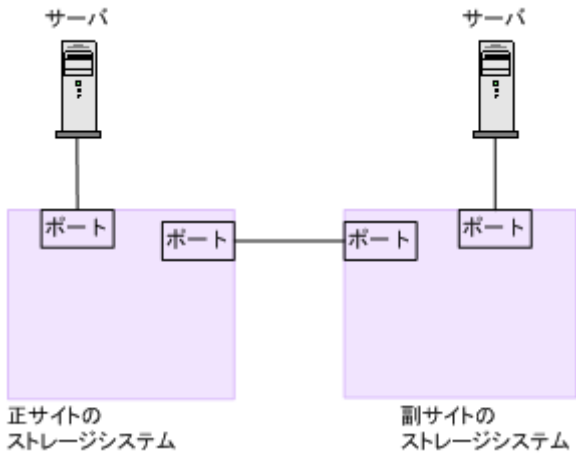 サーバ
サーバ
ポート
ポート
ポート
ポート
正サイトの
ストレージシステム
副サイトの
ストレージシステム